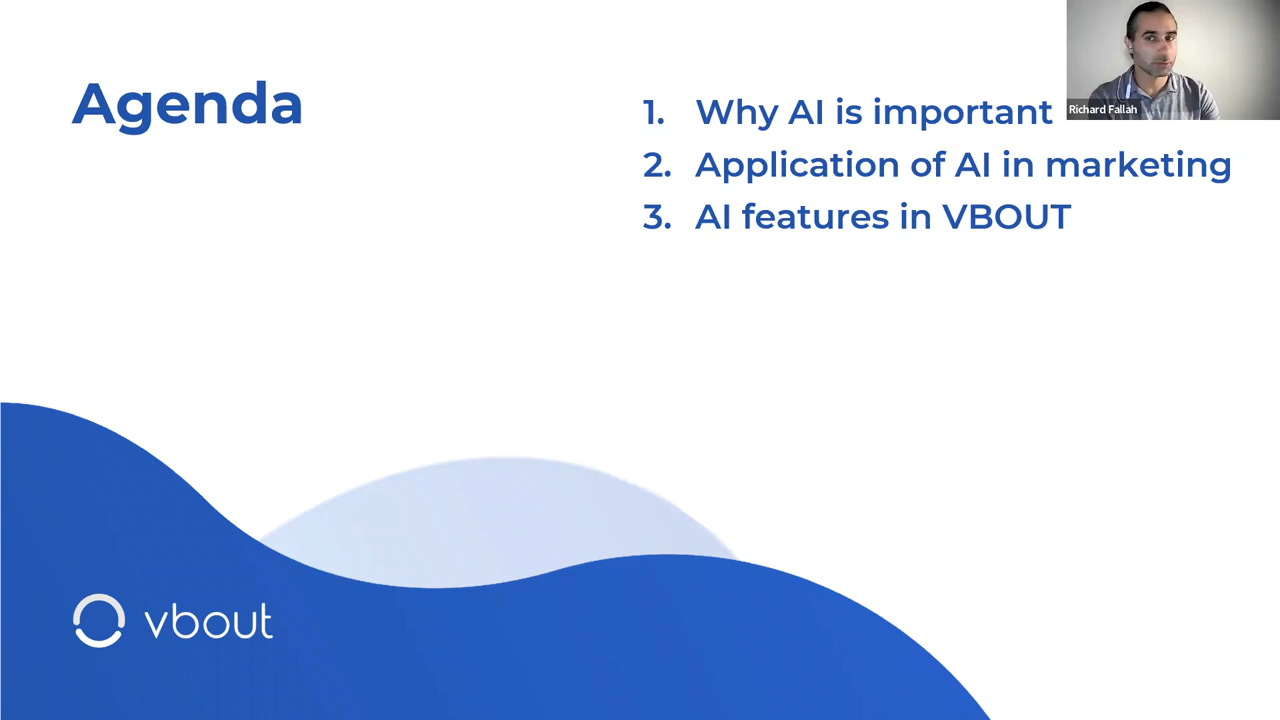 Agenda
1. Why AI is important
2. Application of AI in marketing
3. AI features in VBOUT
Richard Fallah
vbout